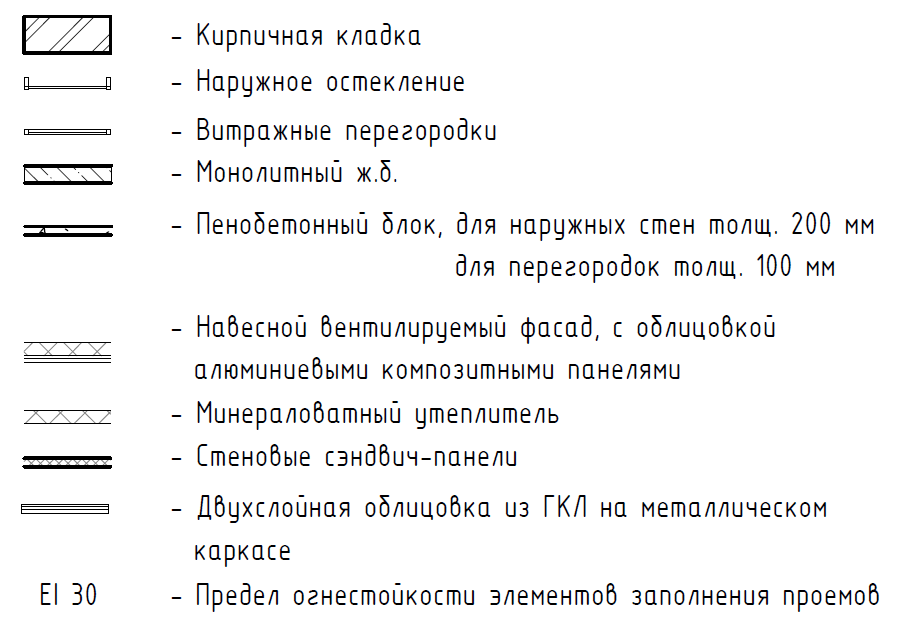 - Кирпичная кладка
- Наружное остекление
- Витражные перегородки
- Монолитный ж.б.
- Пенобетонный блок, для наружных стен толщ. 200 мм
для перегородок толщ. 100 мм
- Навесной вентилируемый фасад, с облицовкой
алюминиевыми композитными панелями
- Минераловатный утеплитель
- Стеновые сэндвич-панели
- Двухслойная облицовка из ГКЛ на металлическом
каркасе
EI 30 - Предел огнестойкости элементов заполнения проемов